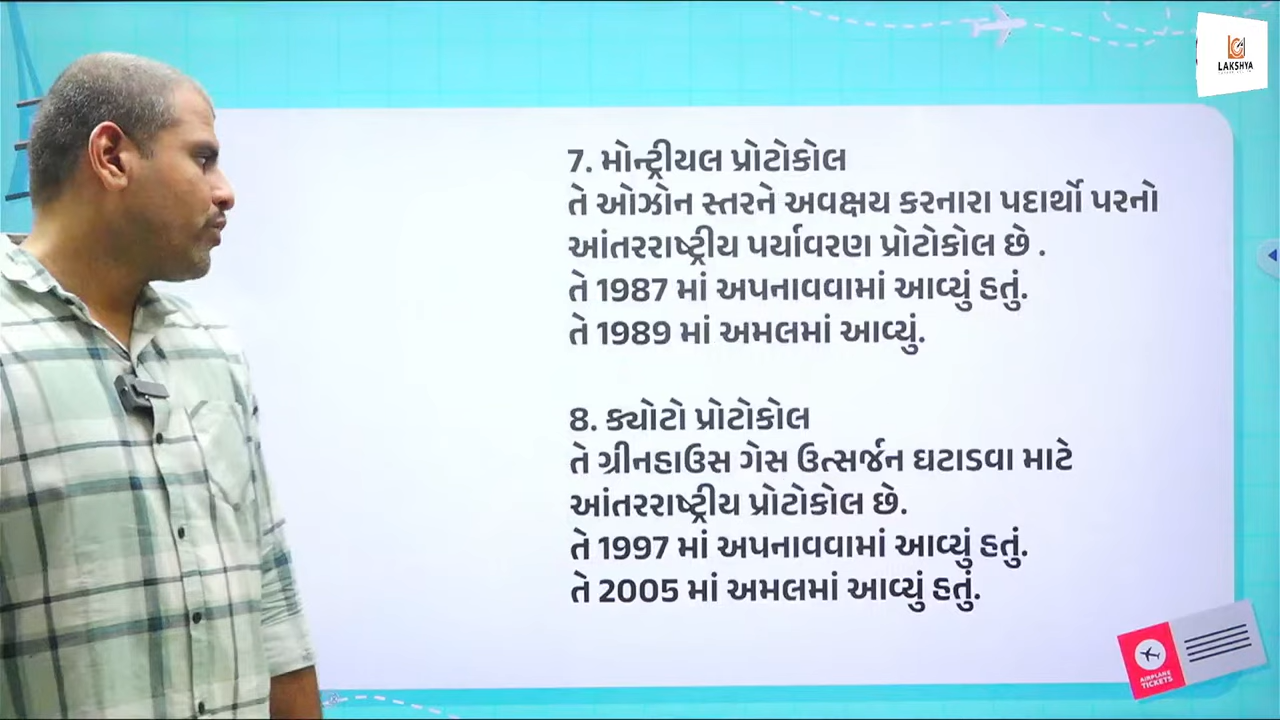 LAKSHYA
7. મોન્ટ્રીયલ પ્રોટોકોલ
તે ઓઝોન સ્તરને અવક્ષય કરનારા પદાર્થો પરનો
આંતરરાષ્ટ્રીય પર્યાવરણ પ્રોટોકોલ છે .
તે 1987 માં અપનાવવામાં આવ્યું હતું.
તે 1989 માં અમલમાં આવ્યું.
8. ક્યોટો પ્રોટોકોલ
તે ગ્રીનહાઉસ ગેસ ઉત્સર્જન ઘટાડવા માટે
આંતરરાષ્ટ્રીય પ્રોટોકોલ છે.
તે 1997 માં અપનાવવામાં આવ્યું હતું.
તે 2005 માં અમલમાં આવ્યું હતું.
AIRPLANE
TICKETS